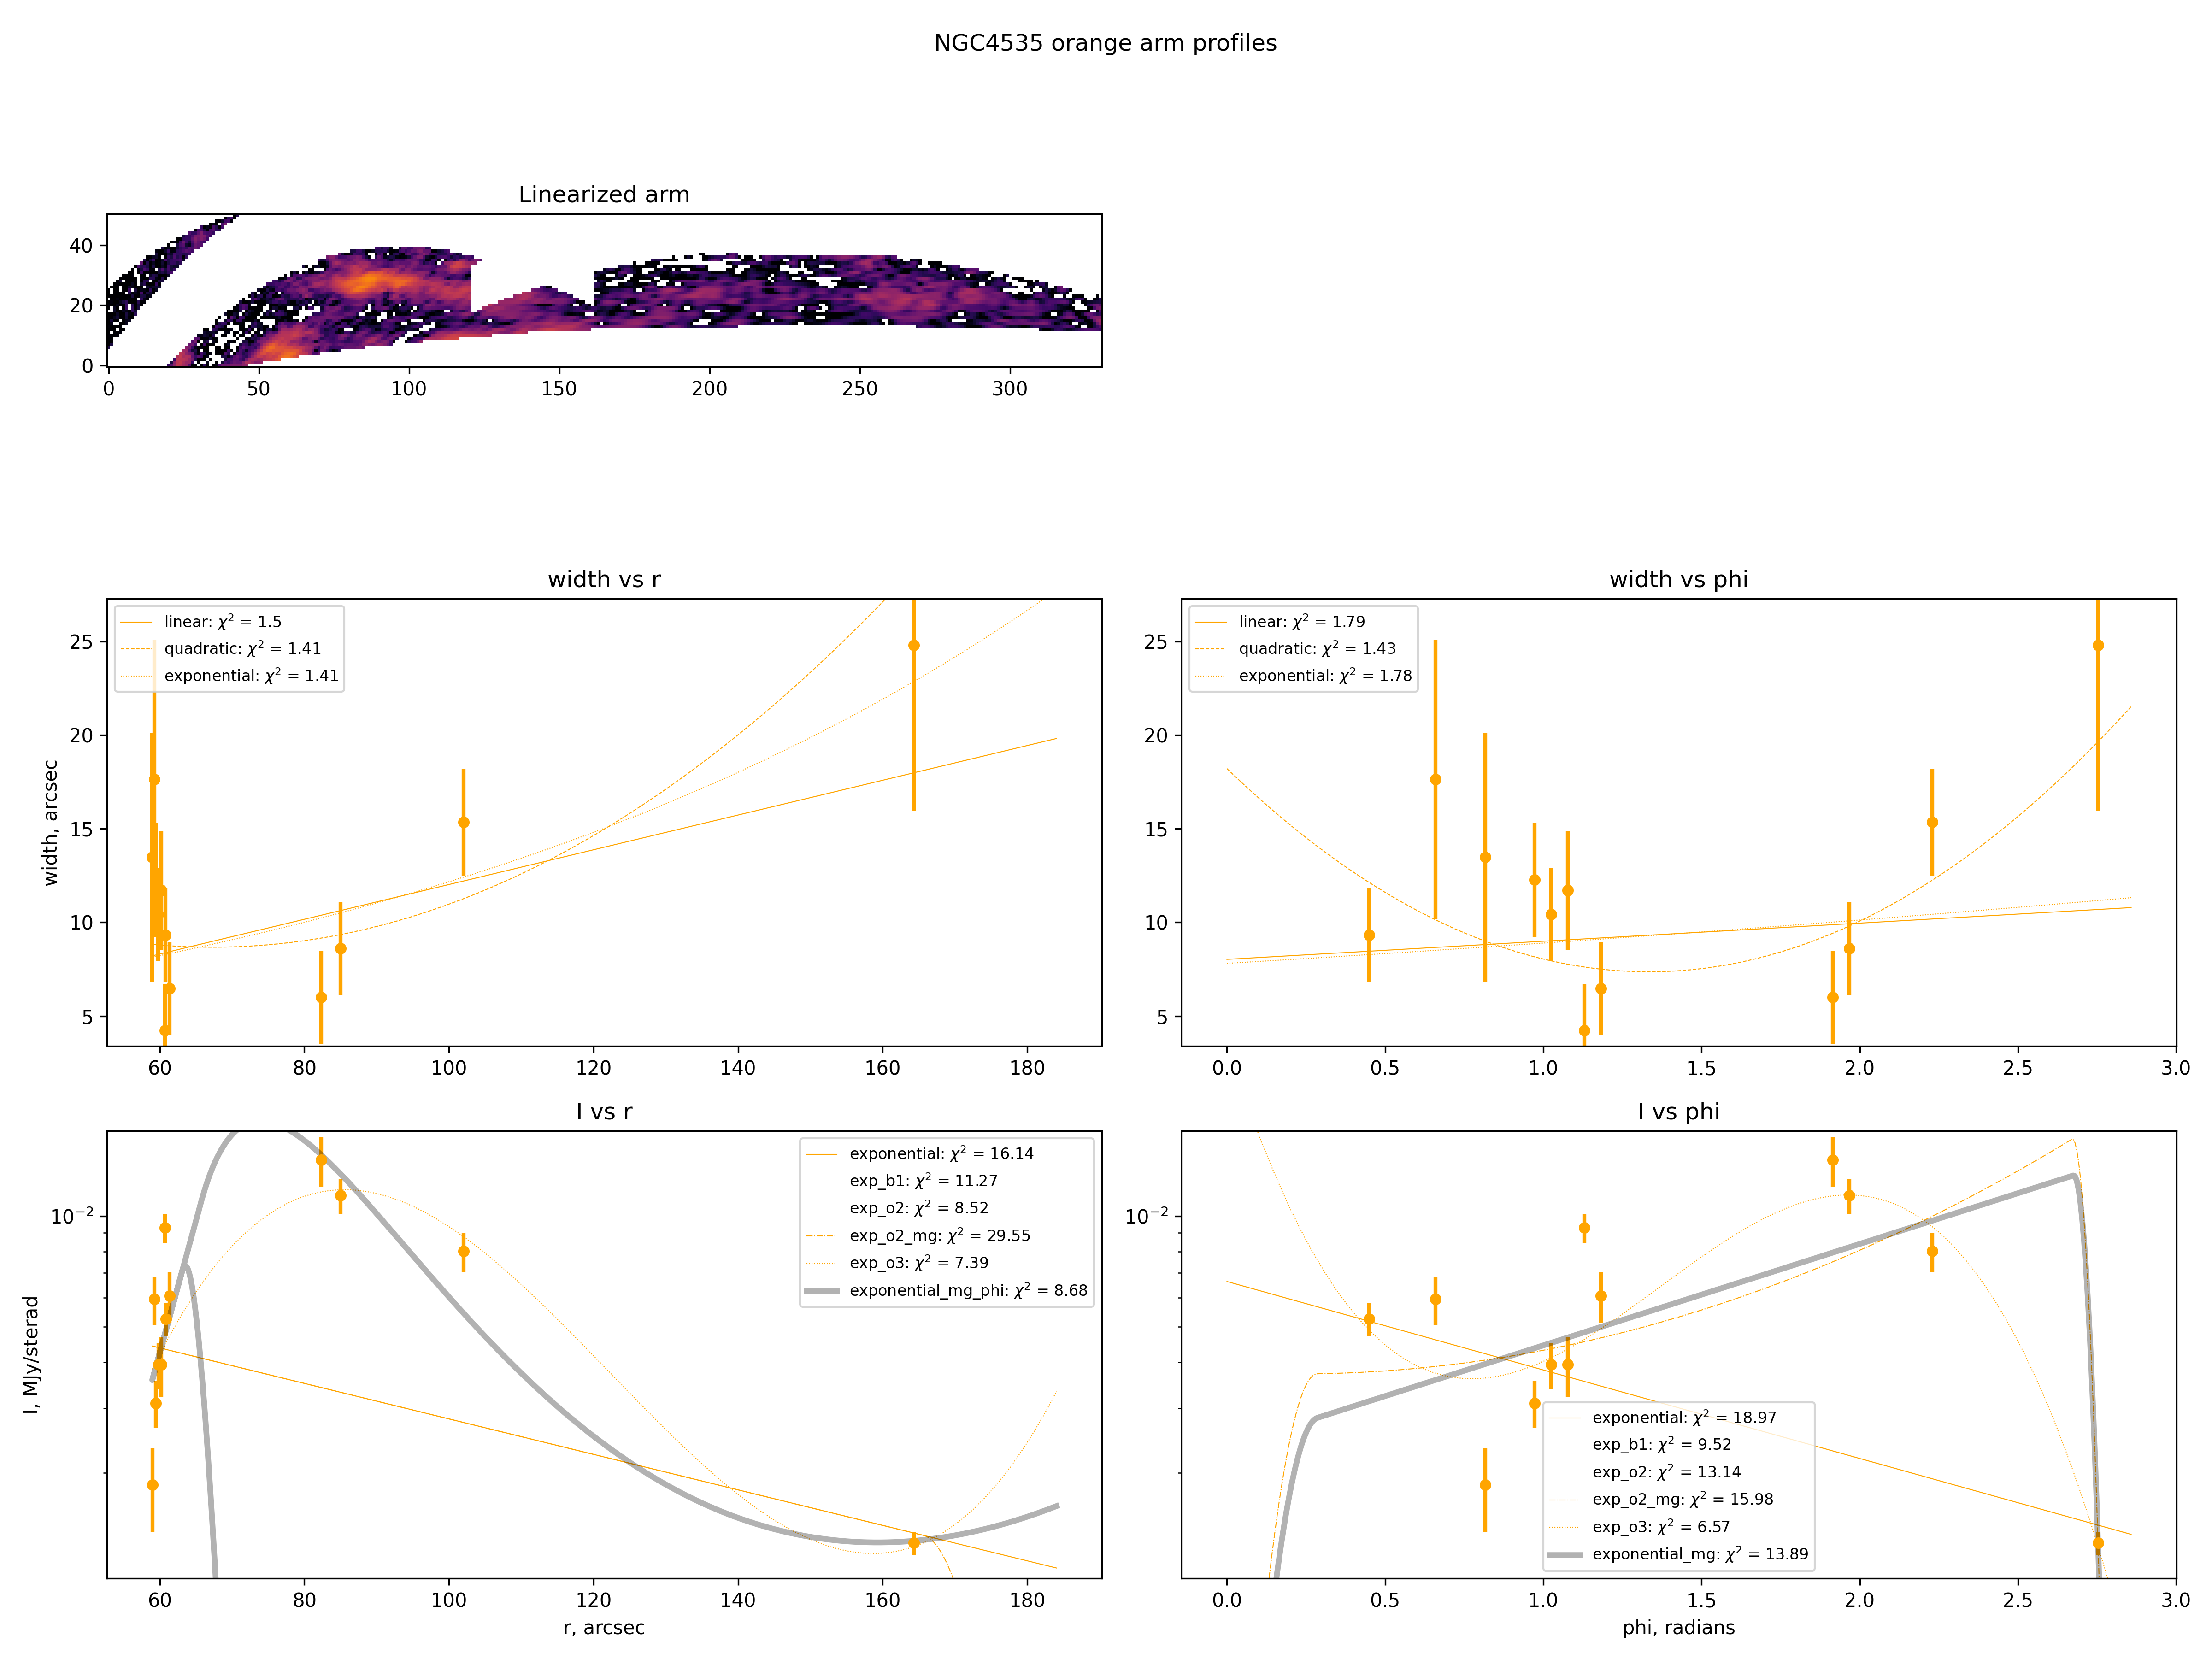 NGC4535 orange arm profiles
Linearized arm
40
20
0
0 50 100 150 200 250 300
width vs r
linear: χ² = 1.5
quadratic: χ² = 1.41
exponential: χ² = 1.41
25
20
15
10
5
width, arcsec
60 80 100 120 140 160 180
width vs phi
linear: χ² = 1.79
quadratic: χ² = 1.43
exponential: χ² = 1.78
25
20
15
10
5
0.0 0.5 1.0 1.5 2.0 2.5 3.0
I vs r
exponential: χ² = 16.14
exp_b1: χ² = 11.27
exp_o2: χ² = 8.52
exp_o2_mg: χ² = 29.55
exp_o3: χ² = 7.39
exponential_mg_phi: χ² = 8.68
10⁻²
I, MJy/sterad
60 80 100 120 140 160 180
r, arcsec
I vs phi
10⁻²
exponential: χ² = 18.97
exp_b1: χ² = 9.52
exp_o2: χ² = 13.14
exp_o2_mg: χ² = 15.98
exp_o3: χ² = 6.57
exponential_mg: χ² = 13.89
0.0 0.5 1.0 1.5 2.0 2.5 3.0
phi, radians